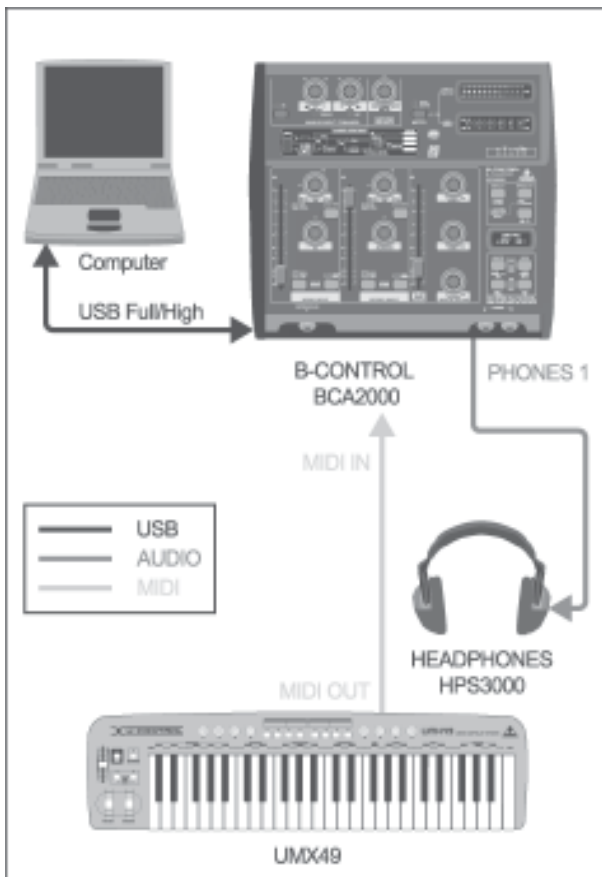 Computer
USB Full/High
B-CONTROL
BCA2000
PHONES 1
MIDI IN
USB
AUDIO
MIDI
HEADPHONES
HPS3000
MIDI OUT
UMX49